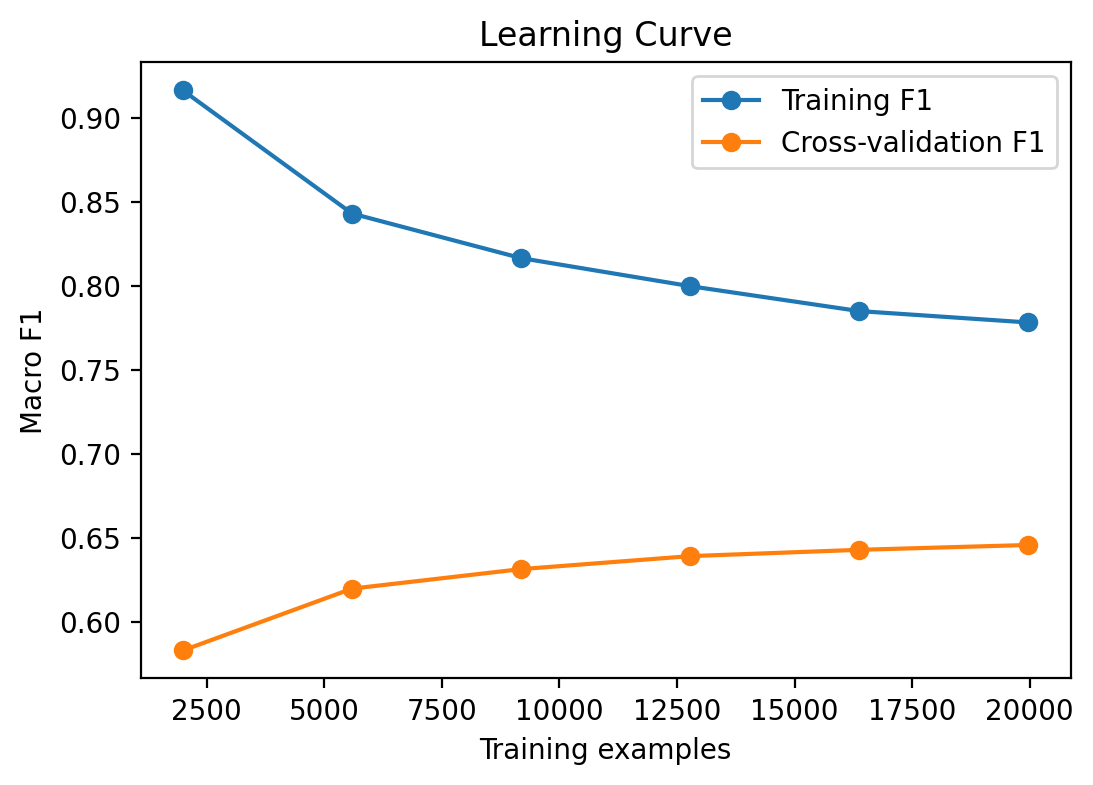 Learning Curve
Training F1
Cross-validation F1
Macro F1
0.90
0.85
0.80
0.75
0.70
0.65
0.60
2500 5000 7500 10000 12500 15000 17500 20000
Training examples